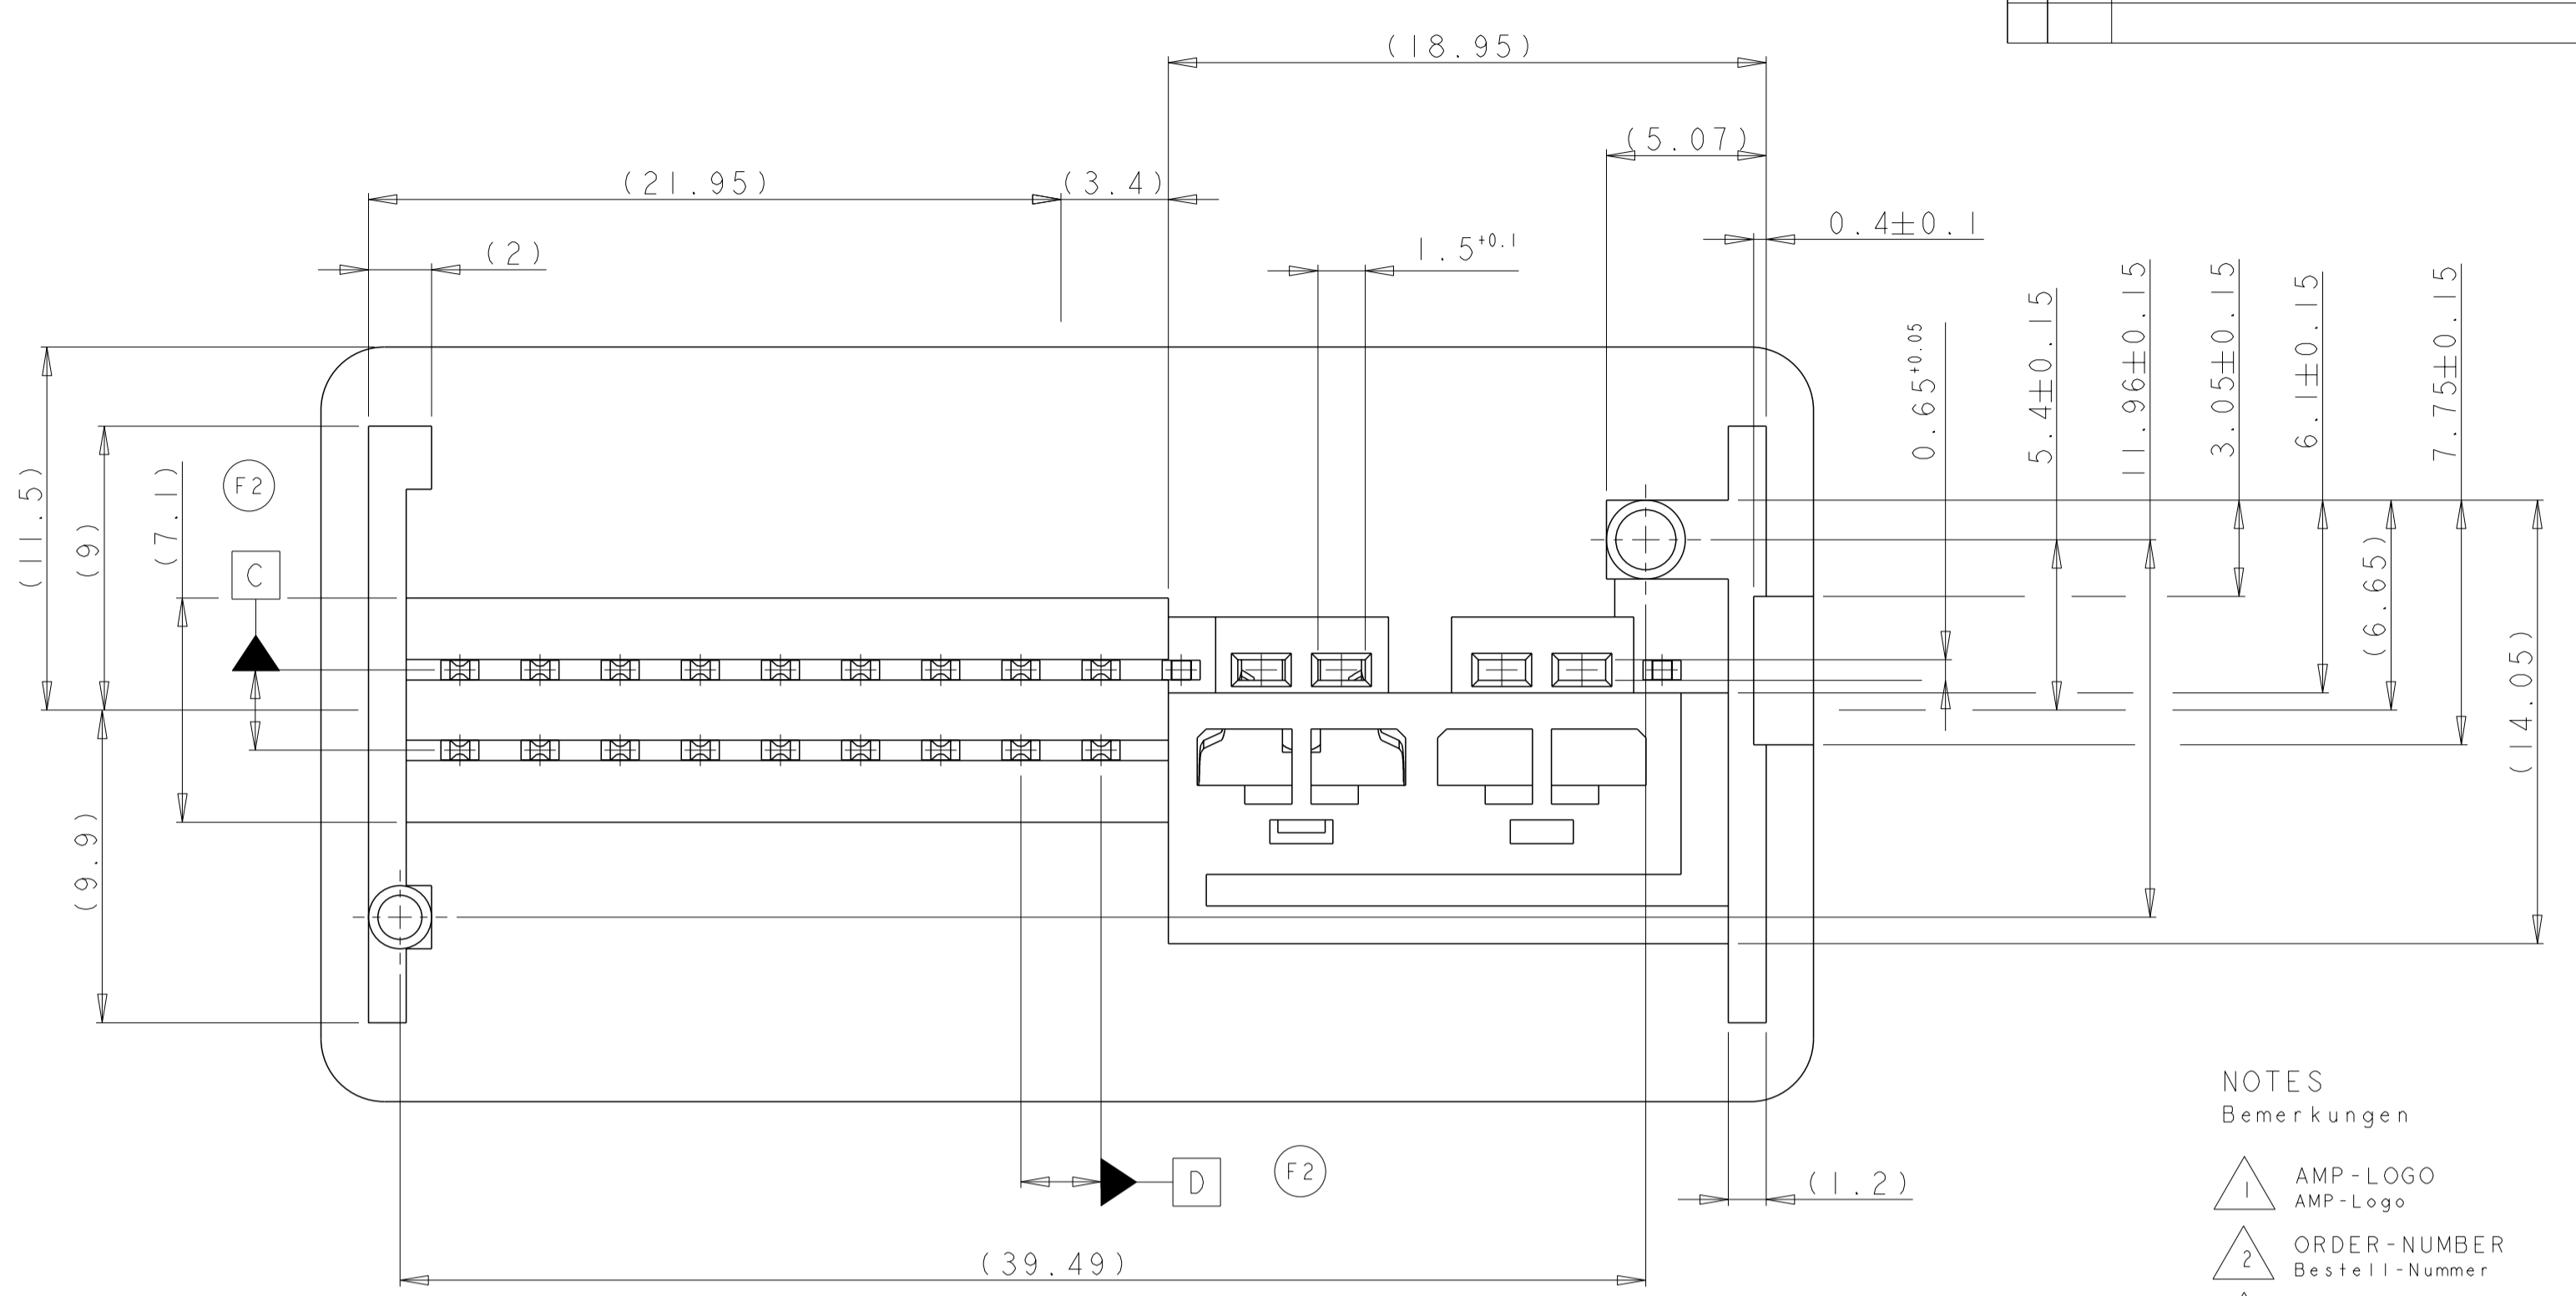 (18.95)
(5.07)
(21.95)
(3.4)
0.4±0.1
(2)
1.5+0.1
0.65+0.05
5.4±0.15
11.96±0.15
3.05±0.15
6.1±0.15
7.75±0.15
(11.5)
(9)
(7.1)
F2
C
(6.65)
(14.05)
(9.9)
D
F2
(1.2)
(39.49)
NOTES
Bemerkungen
1
AMP-LOGO
AMP-Logo
2
ORDER-NUMBER
Bestell-Nummer